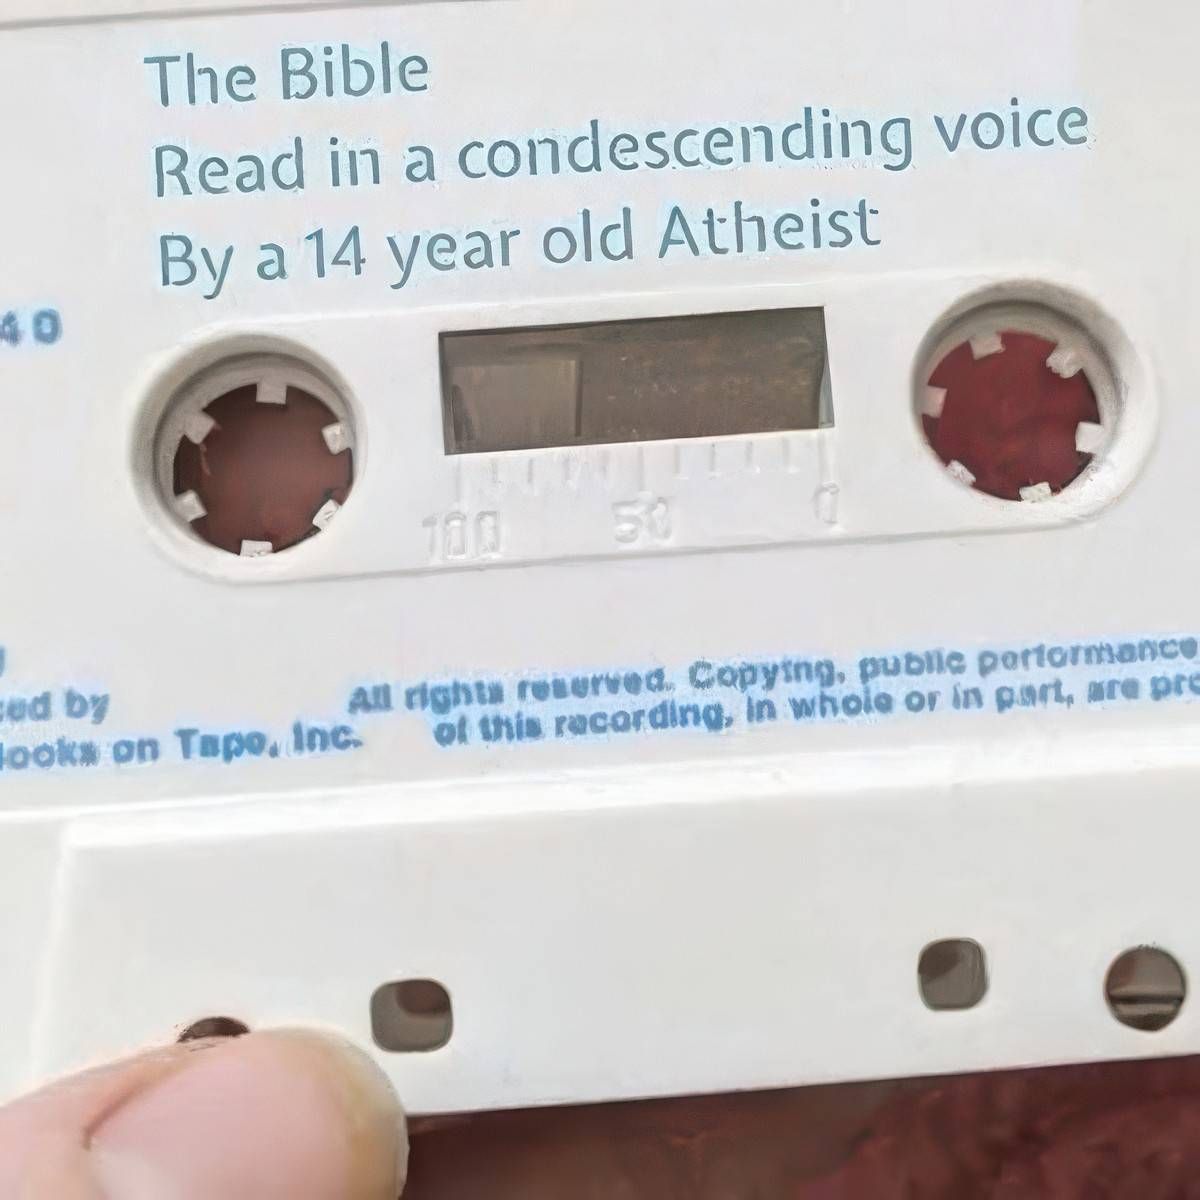 The Bible
Read in a condescending voice
By a 14 year old Atheist
40
100 50 0
ed by
ooks on Tape, Inc.
All rights reserved. Copying, public performance
of this recording, in whole or in part, are pro